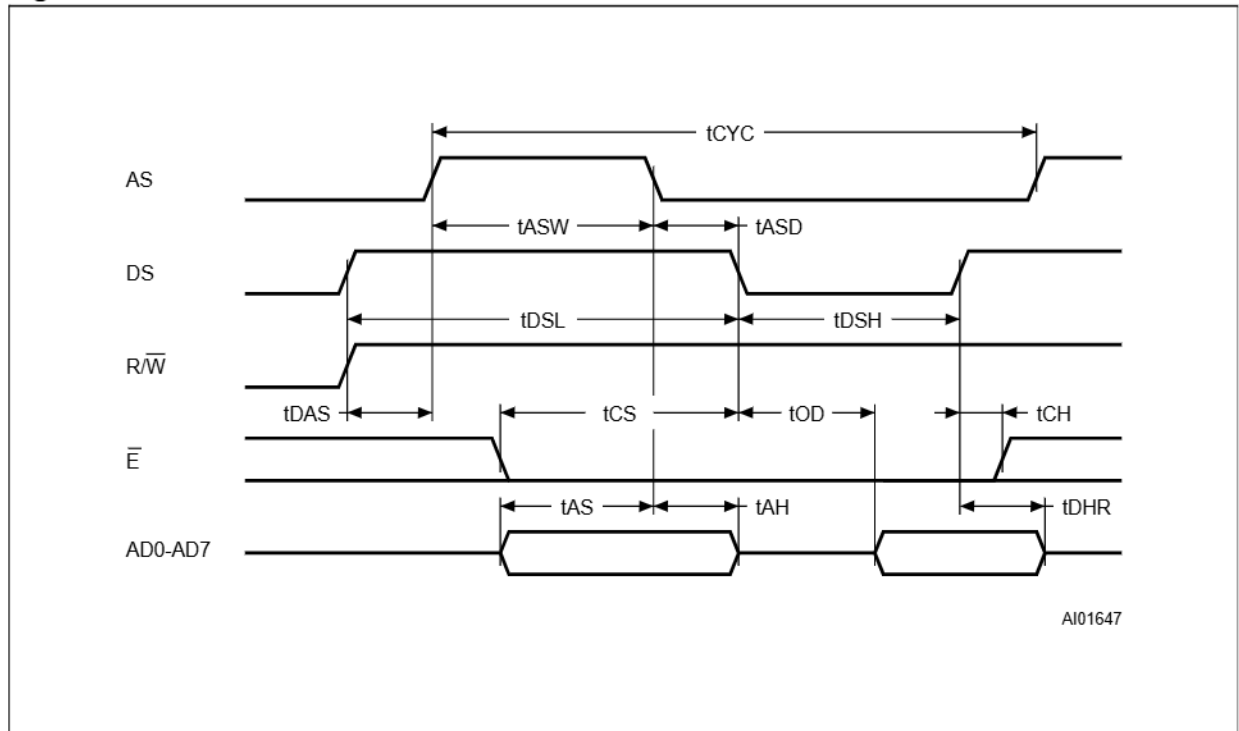 tCYC
AS
tASW tASD
DS
tDSL tDSH
R/W̅
tDAS tCS tOD tCH
E̅
tAS tAH tDHR
AD0-AD7
AI01647